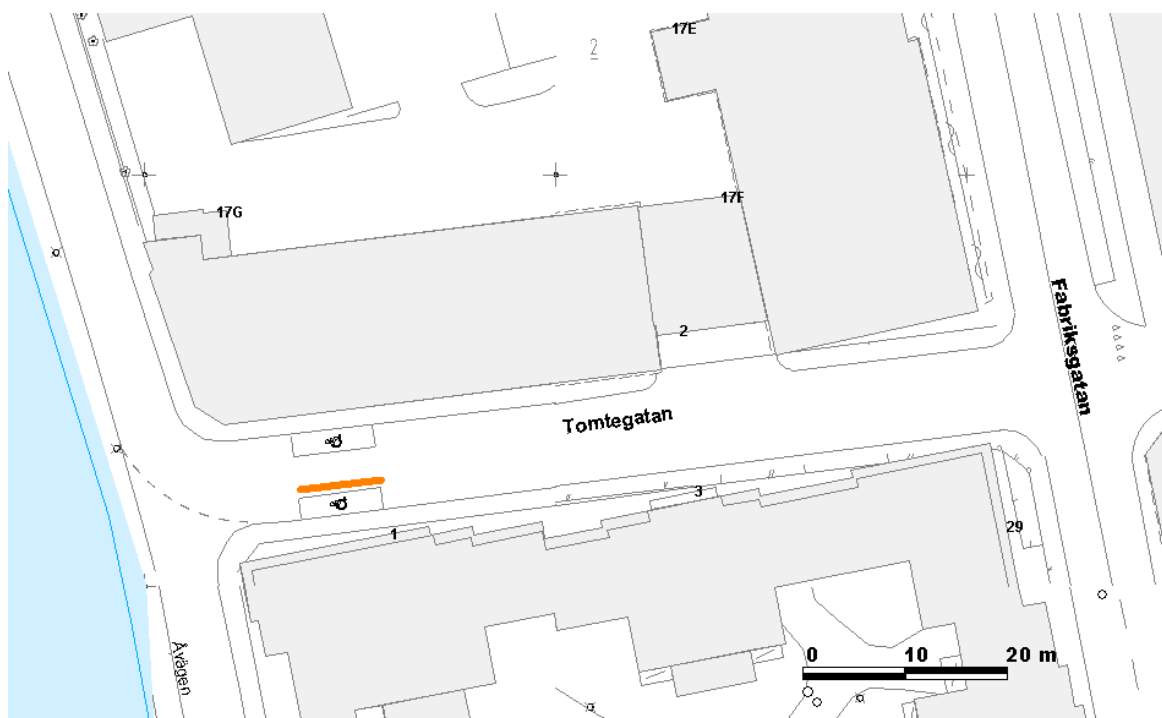 17E
2
17G
17F
2
Fabriksgatan
Tomtegatan
3
1
29
Åvägen
0 10 20 m